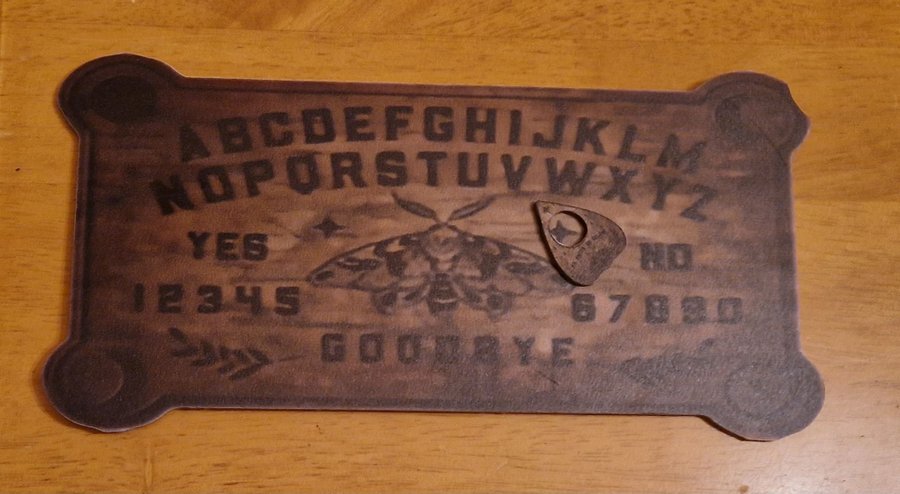 ABCDEFGHIJKLM
NOPQRSTUVWXYZ
YES NO
12345 67890
GOODBYE